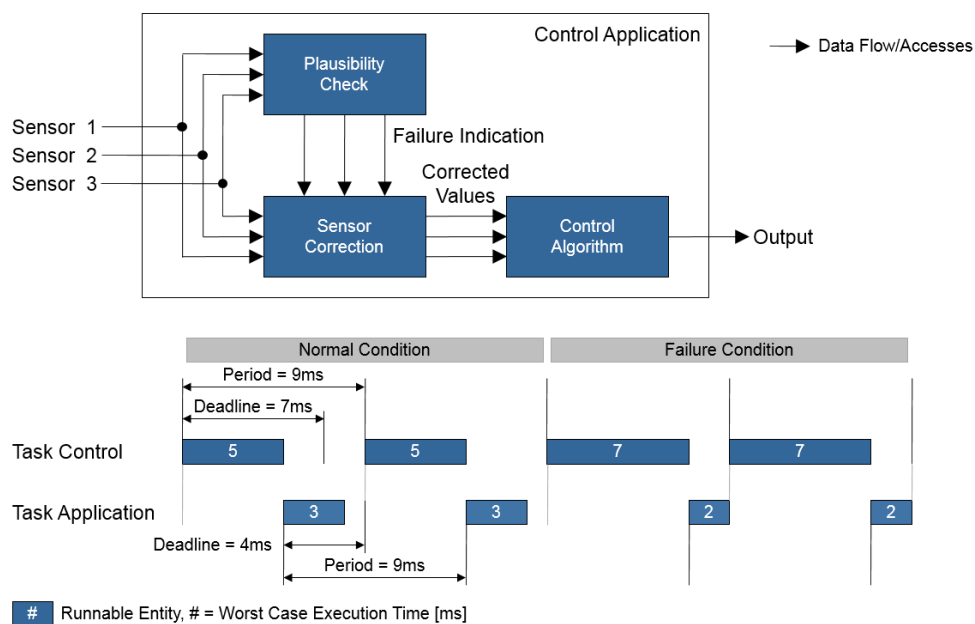 Control Application
Data Flow/Accesses
Plausibility
Check
Sensor 1
Sensor 2
Sensor 3
Failure Indication
Corrected
Values
Sensor
Correction
Control
Algorithm
Output
Normal Condition
Failure Condition
Period = 9ms
Deadline = 7ms
Task Control
5
5
7
7
Task Application
3
3
2
2
Deadline = 4ms
Period = 9ms
# Runnable Entity, # = Worst Case Execution Time [ms]